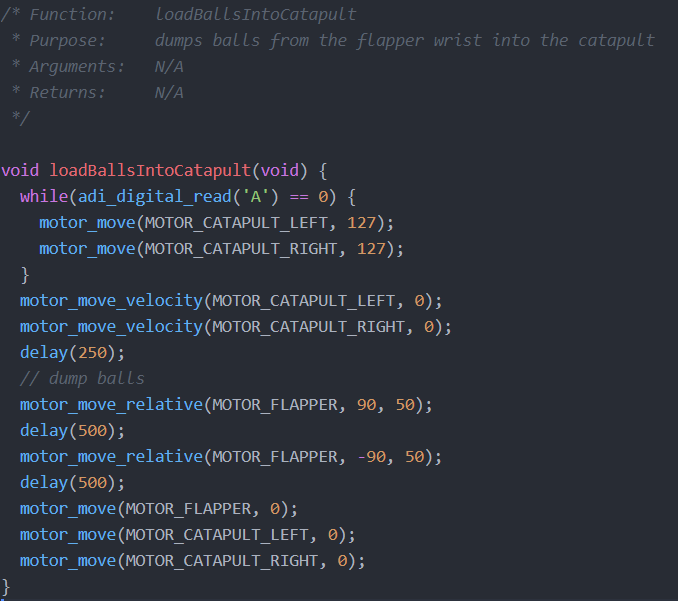 /* Function:    loadBallsIntoCatapult
 * Purpose:     dumps balls from the flapper wrist into the catapult
 * Arguments:   N/A
 * Returns:     N/A
 */
void loadBallsIntoCatapult(void) {
  while(adi_digital_read('A') == 0) {
    motor_move(MOTOR_CATAPULT_LEFT, 127);
    motor_move(MOTOR_CATAPULT_RIGHT, 127);
  }
  motor_move_velocity(MOTOR_CATAPULT_LEFT, 0);
  motor_move_velocity(MOTOR_CATAPULT_RIGHT, 0);
  delay(250);
  // dump balls
  motor_move_relative(MOTOR_FLAPPER, 90, 50);
  delay(500);
  motor_move_relative(MOTOR_FLAPPER, -90, 50);
  delay(500);
  motor_move(MOTOR_FLAPPER, 0);
  motor_move(MOTOR_CATAPULT_LEFT, 0);
  motor_move(MOTOR_CATAPULT_RIGHT, 0);
}